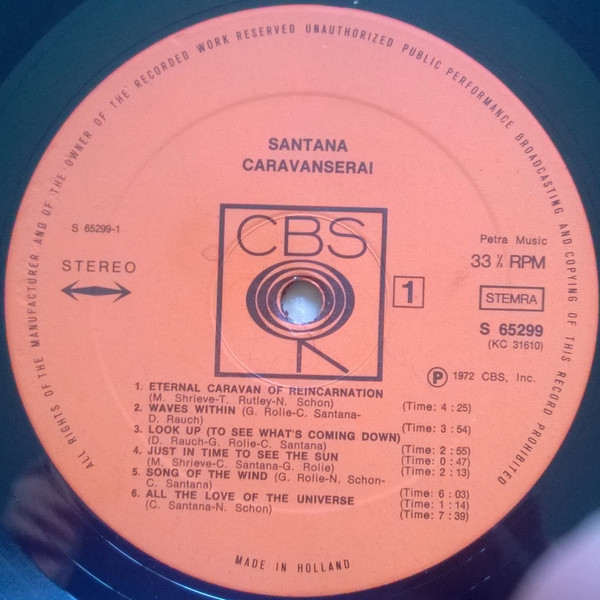 ALL RIGHTS OF THE MANUFACTURER AND OF THE OWNER OF THE RECORDED WORK RESERVED UNAUTHORIZED PUBLIC PERFORMANCE BROADCASTING AND COPYING OF THIS RECORD PROHIBITED
SANTANA
CARAVANSERAI
S 65299-1
STEREO
CBS
1
Petra Music
33⅓ RPM
STEMRA
S 65299
(KC 31610)
Ⓟ 1972 CBS, Inc.
1. ETERNAL CARAVAN OF REINCARNATION
(M. Shrieve-T. Rutley-N. Schon) (Time: 4 : 25)
2. WAVES WITHIN (G. Rolie-C. Santana-
D. Rauch) (Time: 3 : 54)
3. LOOK UP (TO SEE WHAT'S COMING DOWN)
(D. Rauch-G. Rolie-C. Santana) (Time: 2 : 55)
4. JUST IN TIME TO SEE THE SUN (Time: 0 : 47)
(M. Shrieve-C. Santana-G. Rolie) (Time: 2 : 13)
5. SONG OF THE WIND (G. Rolie-N. Schon-
C. Santana) (Time: 6 : 03)
6. ALL THE LOVE OF THE UNIVERSE (Time: 1 : 14)
(C. Santana-N. Schon) (Time: 7 : 39)
MADE IN HOLLAND